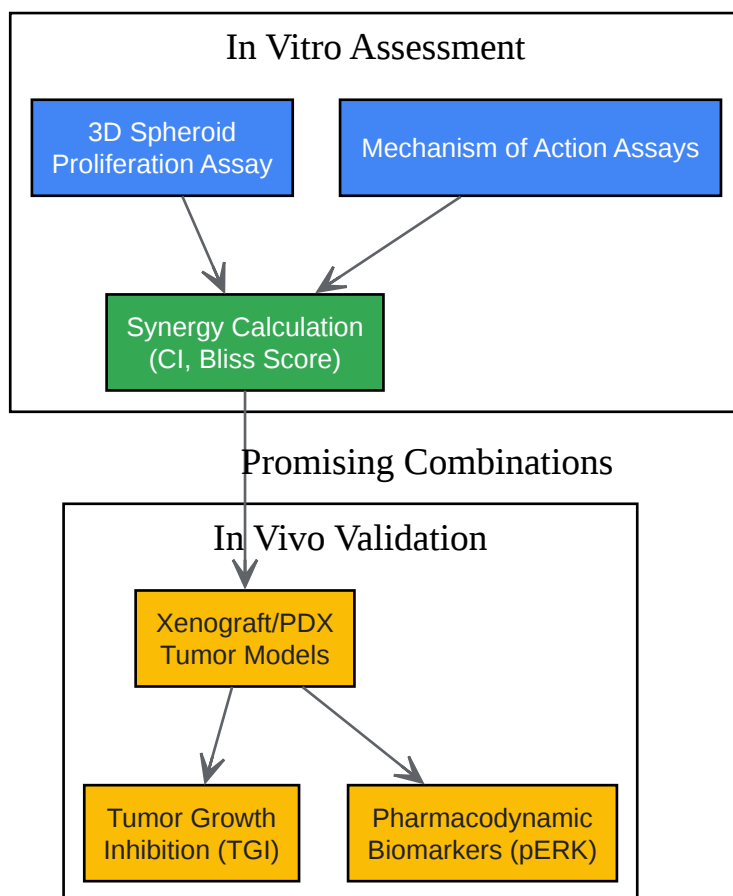 In Vitro Assessment
3D Spheroid
Proliferation Assay
Mechanism of Action Assays
Synergy Calculation
(CI, Bliss Score)
Promising Combinations
In Vivo Validation
Xenograft/PDX
Tumor Models
Tumor Growth
Inhibition (TGI)
Pharmacodynamic
Biomarkers (pERK)